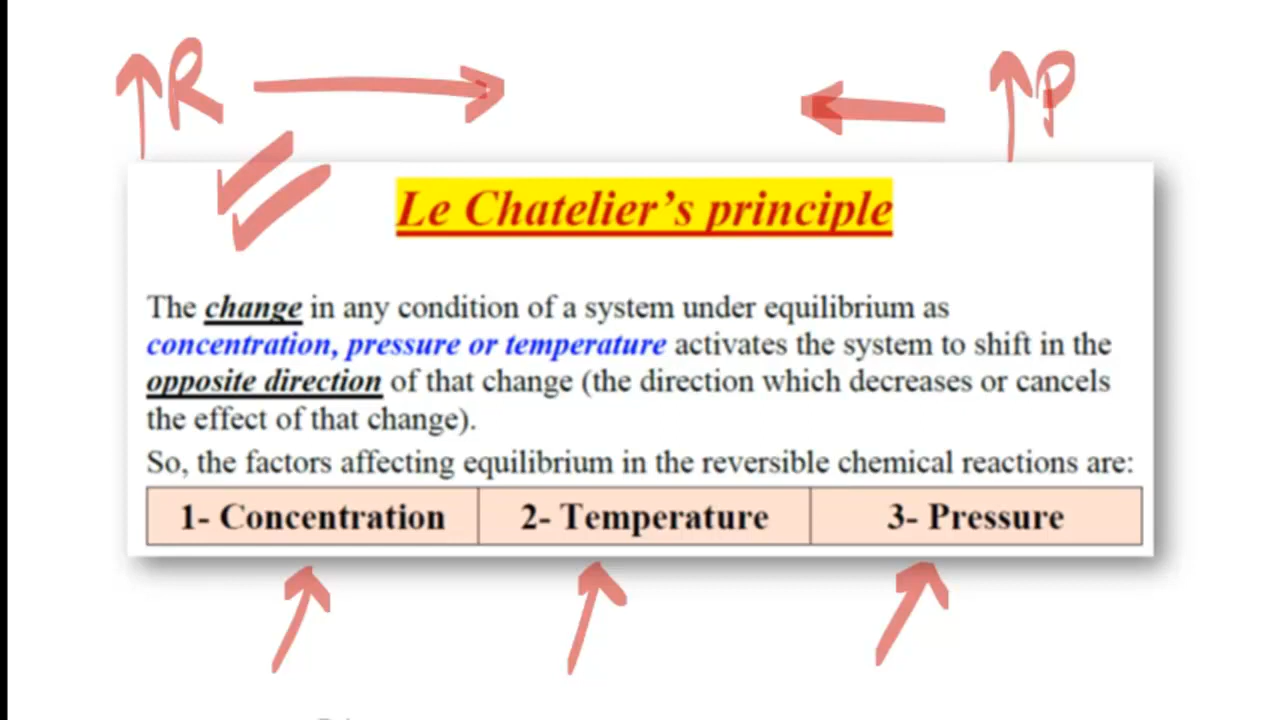 ↑R → ← ↑P
Le Chatelier’s principle
The change in any condition of a system under equilibrium as
concentration, pressure or temperature activates the system to shift in the
opposite direction of that change (the direction which decreases or cancels
the effect of that change).
So, the factors affecting equilibrium in the reversible chemical reactions are:
1- Concentration 2- Temperature 3- Pressure